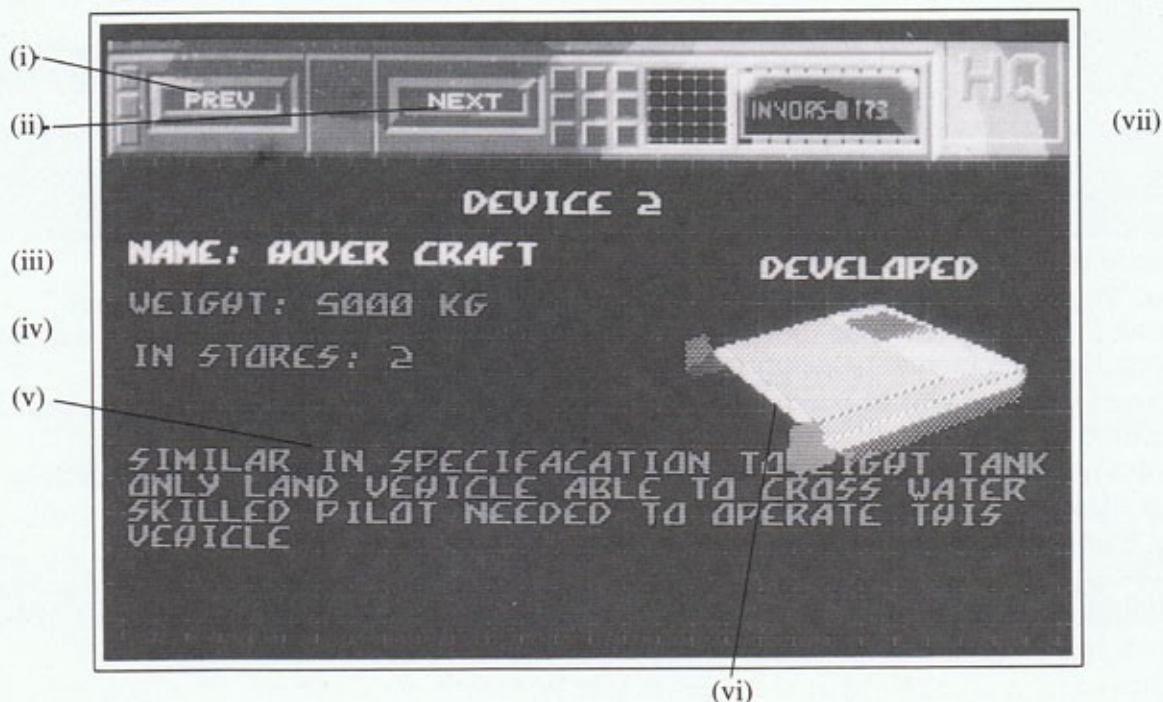 (i)
PREV
NEXT
HQ
(ii)
(vii)
DEVICE 2
(iii)
NAME: HOVER CRAFT
DEVELOPED
WEIGHT: 5000 KG
(iv)
IN STORES: 2
(v)
SIMILAR IN SPECIFACATION TO LIGHT TANK
ONLY LAND VEHICLE ABLE TO CROSS WATER
SKILLED PILOT NEEDED TO OPERATE THIS
VEHICLE
(vi)